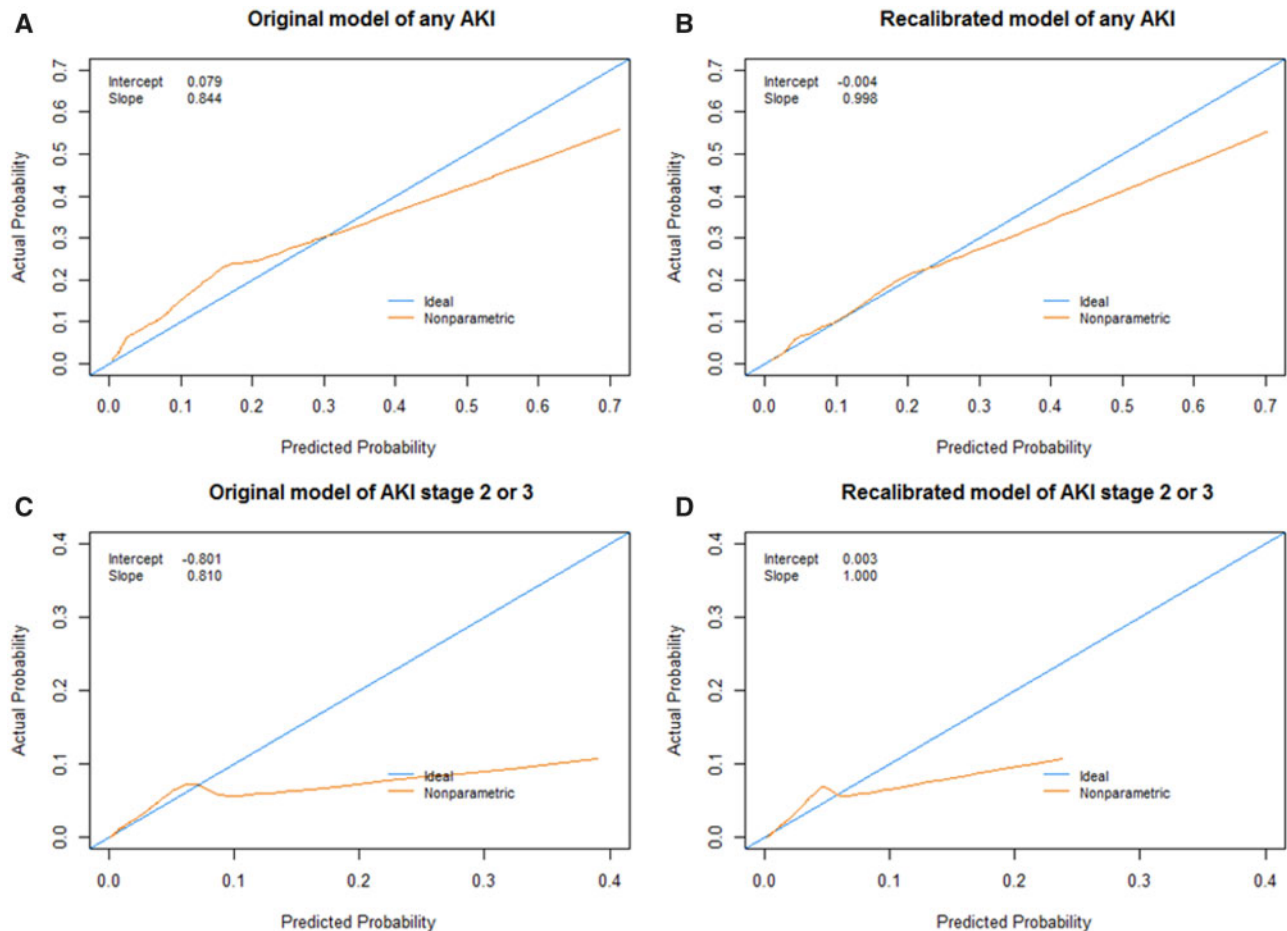 A
Original model of any AKI
Intercept 0.079
Slope 0.844
Actual Probability
0.7
0.6
0.5
0.4
0.3
0.2
0.1
0.0
Ideal
Nonparametric
0.0 0.1 0.2 0.3 0.4 0.5 0.6 0.7
Predicted Probability
B
Recalibrated model of any AKI
Intercept -0.004
Slope 0.998
Actual Probability
0.7
0.6
0.5
0.4
0.3
0.2
0.1
0.0
Ideal
Nonparametric
0.0 0.1 0.2 0.3 0.4 0.5 0.6 0.7
Predicted Probability
C
Original model of AKI stage 2 or 3
Intercept -0.801
Slope 0.810
Actual Probability
0.4
0.3
0.2
0.1
0.0
Ideal
Nonparametric
0.0 0.1 0.2 0.3 0.4
Predicted Probability
D
Recalibrated model of AKI stage 2 or 3
Intercept 0.003
Slope 1.000
Actual Probability
0.4
0.3
0.2
0.1
0.0
Ideal
Nonparametric
0.0 0.1 0.2 0.3 0.4
Predicted Probability